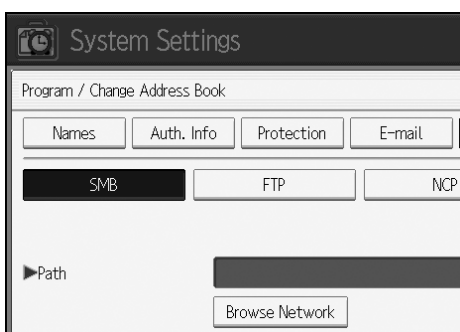 System Settings
Program / Change Address Book
Names Auth. Info Protection E-mail
SMB FTP NCP
▶Path
Browse Network